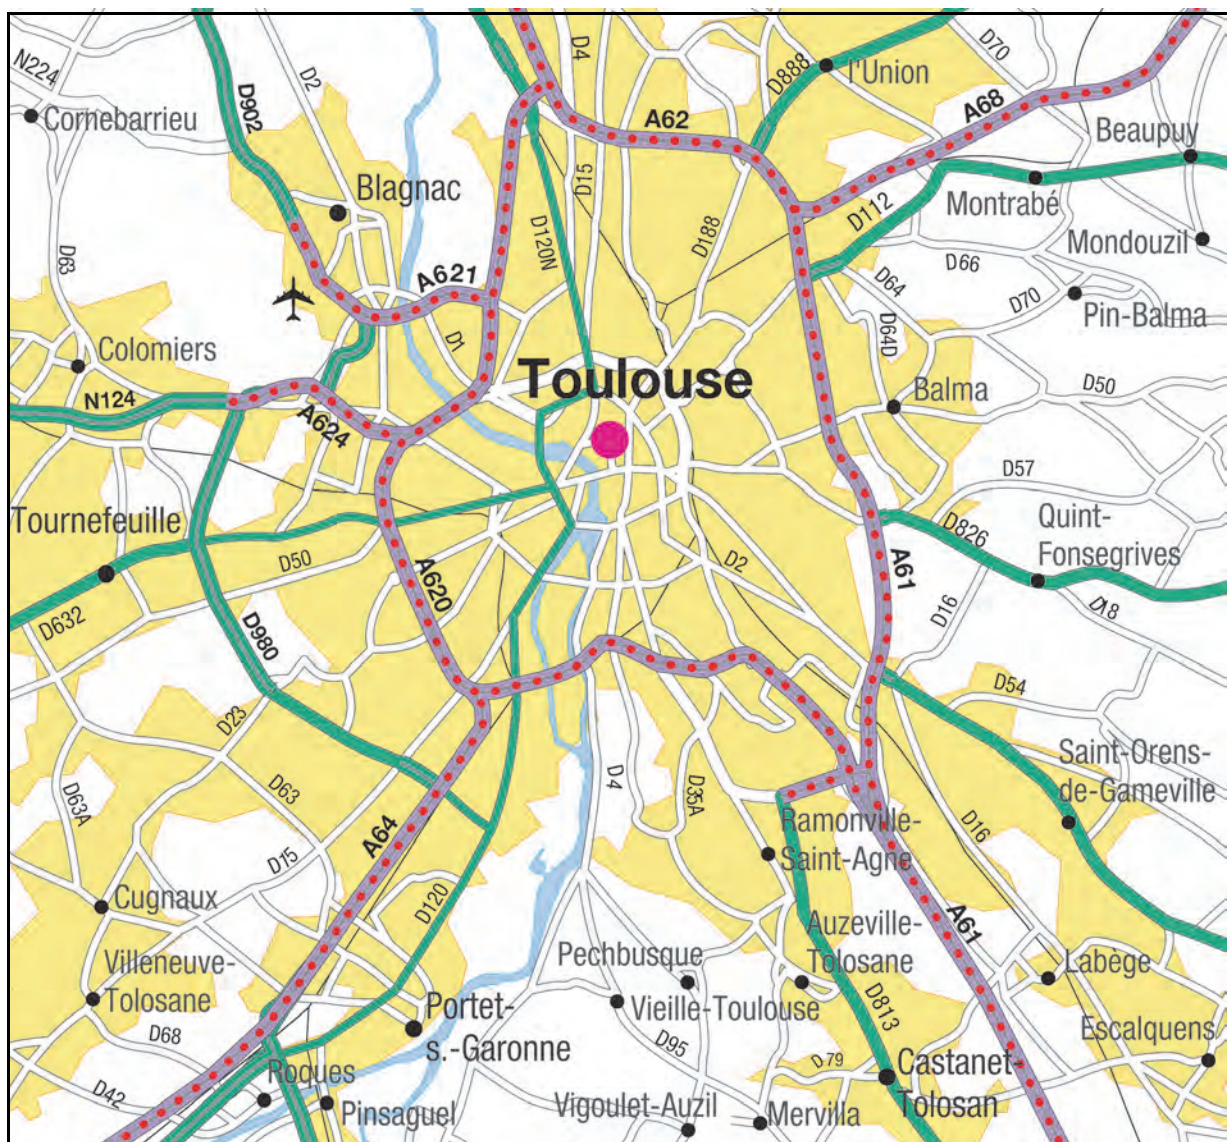 N224
D902
D2
D4
D888
l'Union
D70
A68
Cornebarrieu
A62
Beaupuy
D15
Blagnac
Montrabé
D112
D188
D120N
Mondouzil
D63
D66
A621
D64
D70
Pin-Balma
D1
D64D
Colomiers
Toulouse
Balma
D50
N124
A624
D57
Tournefeuille
D826
Quint-
Fonsegrives
D50
D2
A61
A620
D632
D16
D18
D980
D54
D23
Saint-Orens-
de-Gameville
D63A
D63
D4
D35A
A64
Ramonville-
Saint-Agne
D16
D15
Cugnaux
D120
A61
Auzeville-
Tolosane
Villeneuve-
Tolosane
Pechbusque
Labège
Vieille-Toulouse
D813
Portet-
s.-Garonne
D68
D95
Escalquens
D79
Castanet-
Tolosan
Roques
D42
Pinsaguel
Vigoulet-Auzil
Mervilla